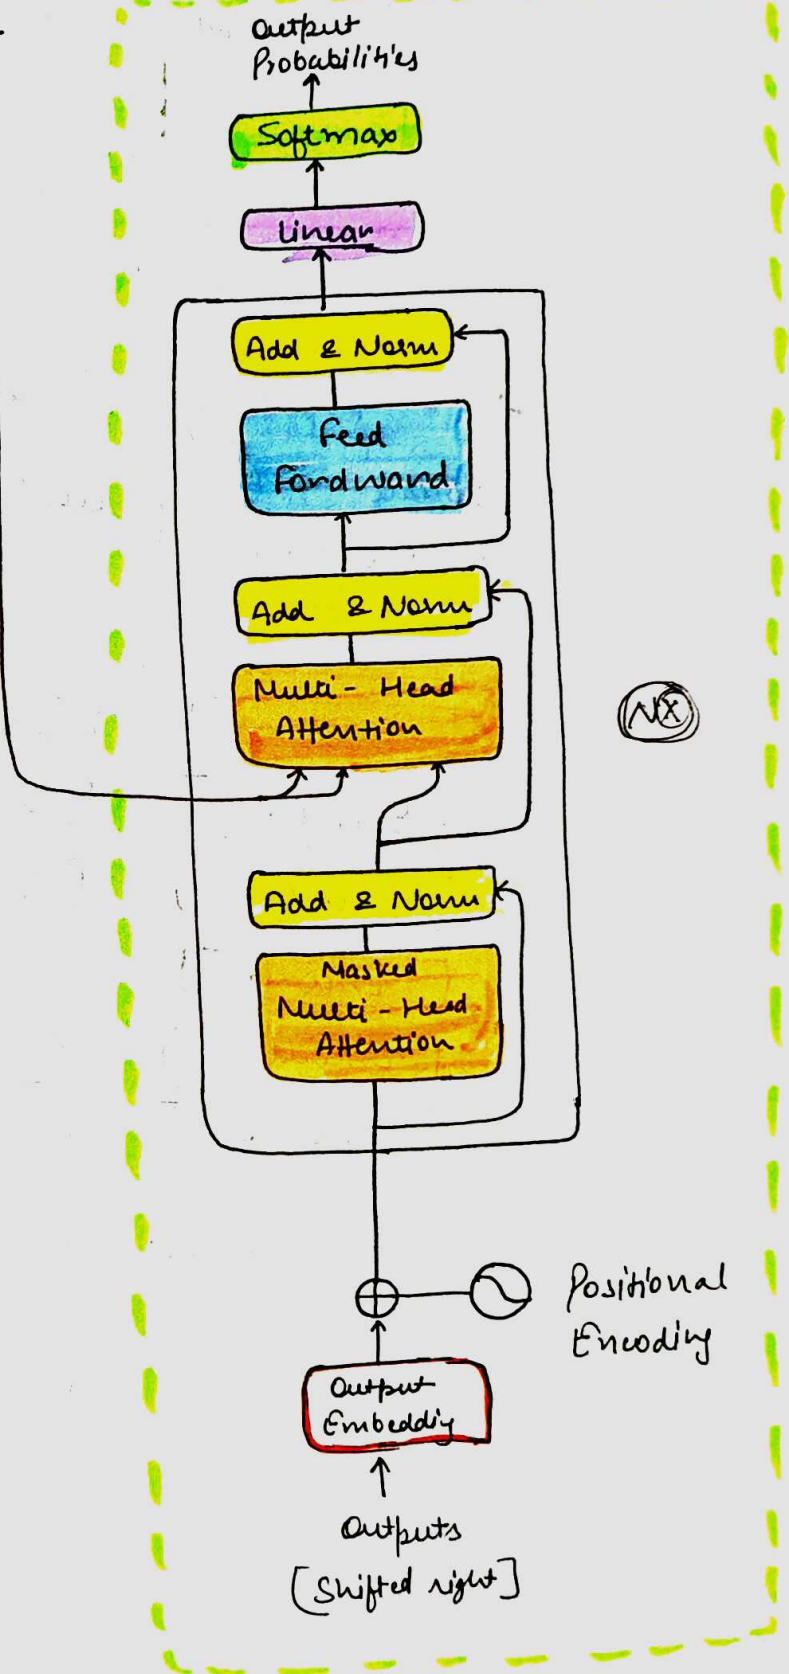 Output
Probabilities
Softmax
Linear
Add & Norm
Feed
Fordward
Add & Norm
Multi - Head
Attention
NX
Add & Norm
Masked
Multi - Head
Attention
Positional
Encoding
Output
Embeddig
Outputs
[Shifted right]